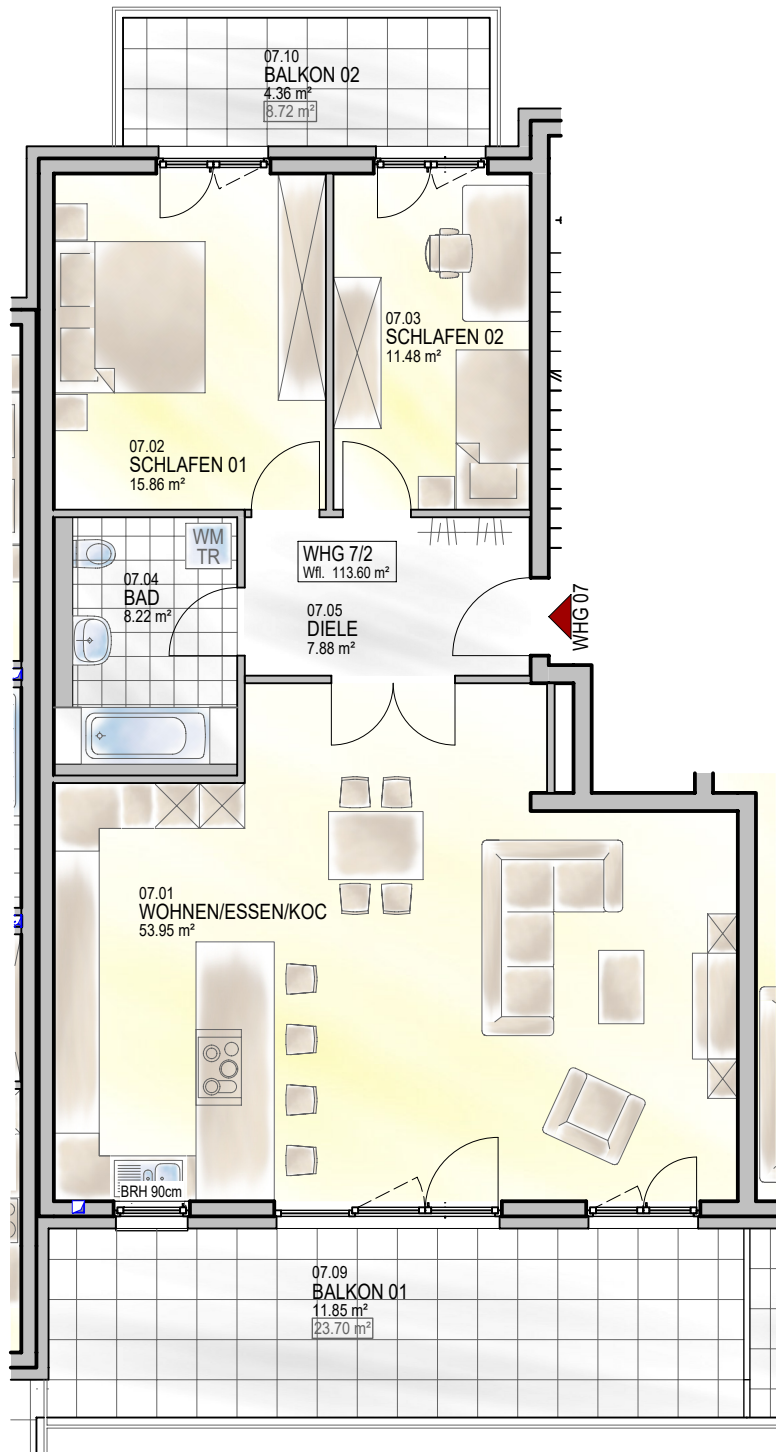 07.10
BALKON 02
4.36 m²
8.72 m²
07.03
SCHLAFEN 02
11.48 m²
07.02
SCHLAFEN 01
15.86 m²
WM
TR
WHG 7/2
Wfl. 113.60 m²
07.04
BAD
8.22 m²
07.05
DIELE
7.88 m²
WHG 07
07.01
WOHNEN/ESSEN/KOC
53.95 m²
BRH 90cm
07.09
BALKON 01
11.85 m²
23.70 m²